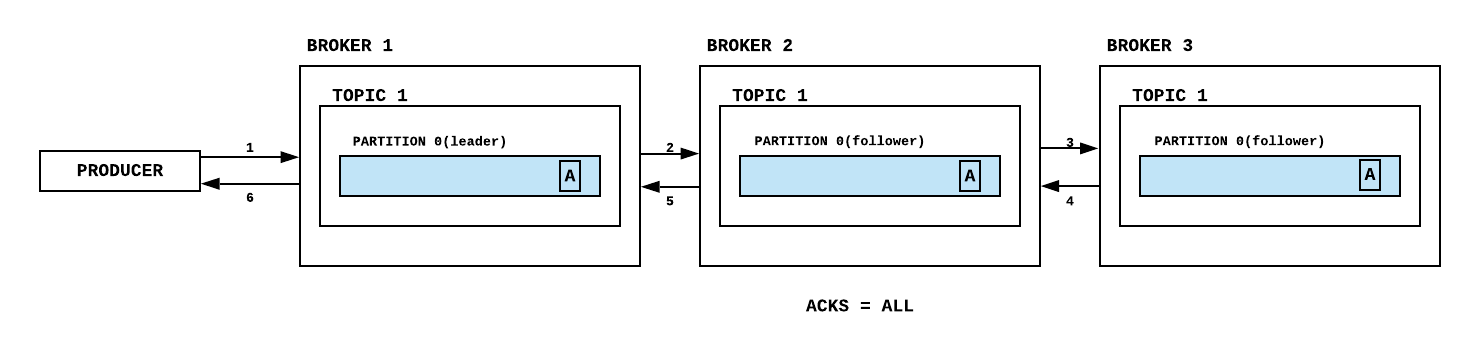 BROKER 1
BROKER 2
BROKER 3
TOPIC 1
TOPIC 1
TOPIC 1
PARTITION 0(leader)
PARTITION 0(follower)
PARTITION 0(follower)
1
2
3
PRODUCER
A
A
A
6
5
4
ACKS = ALL